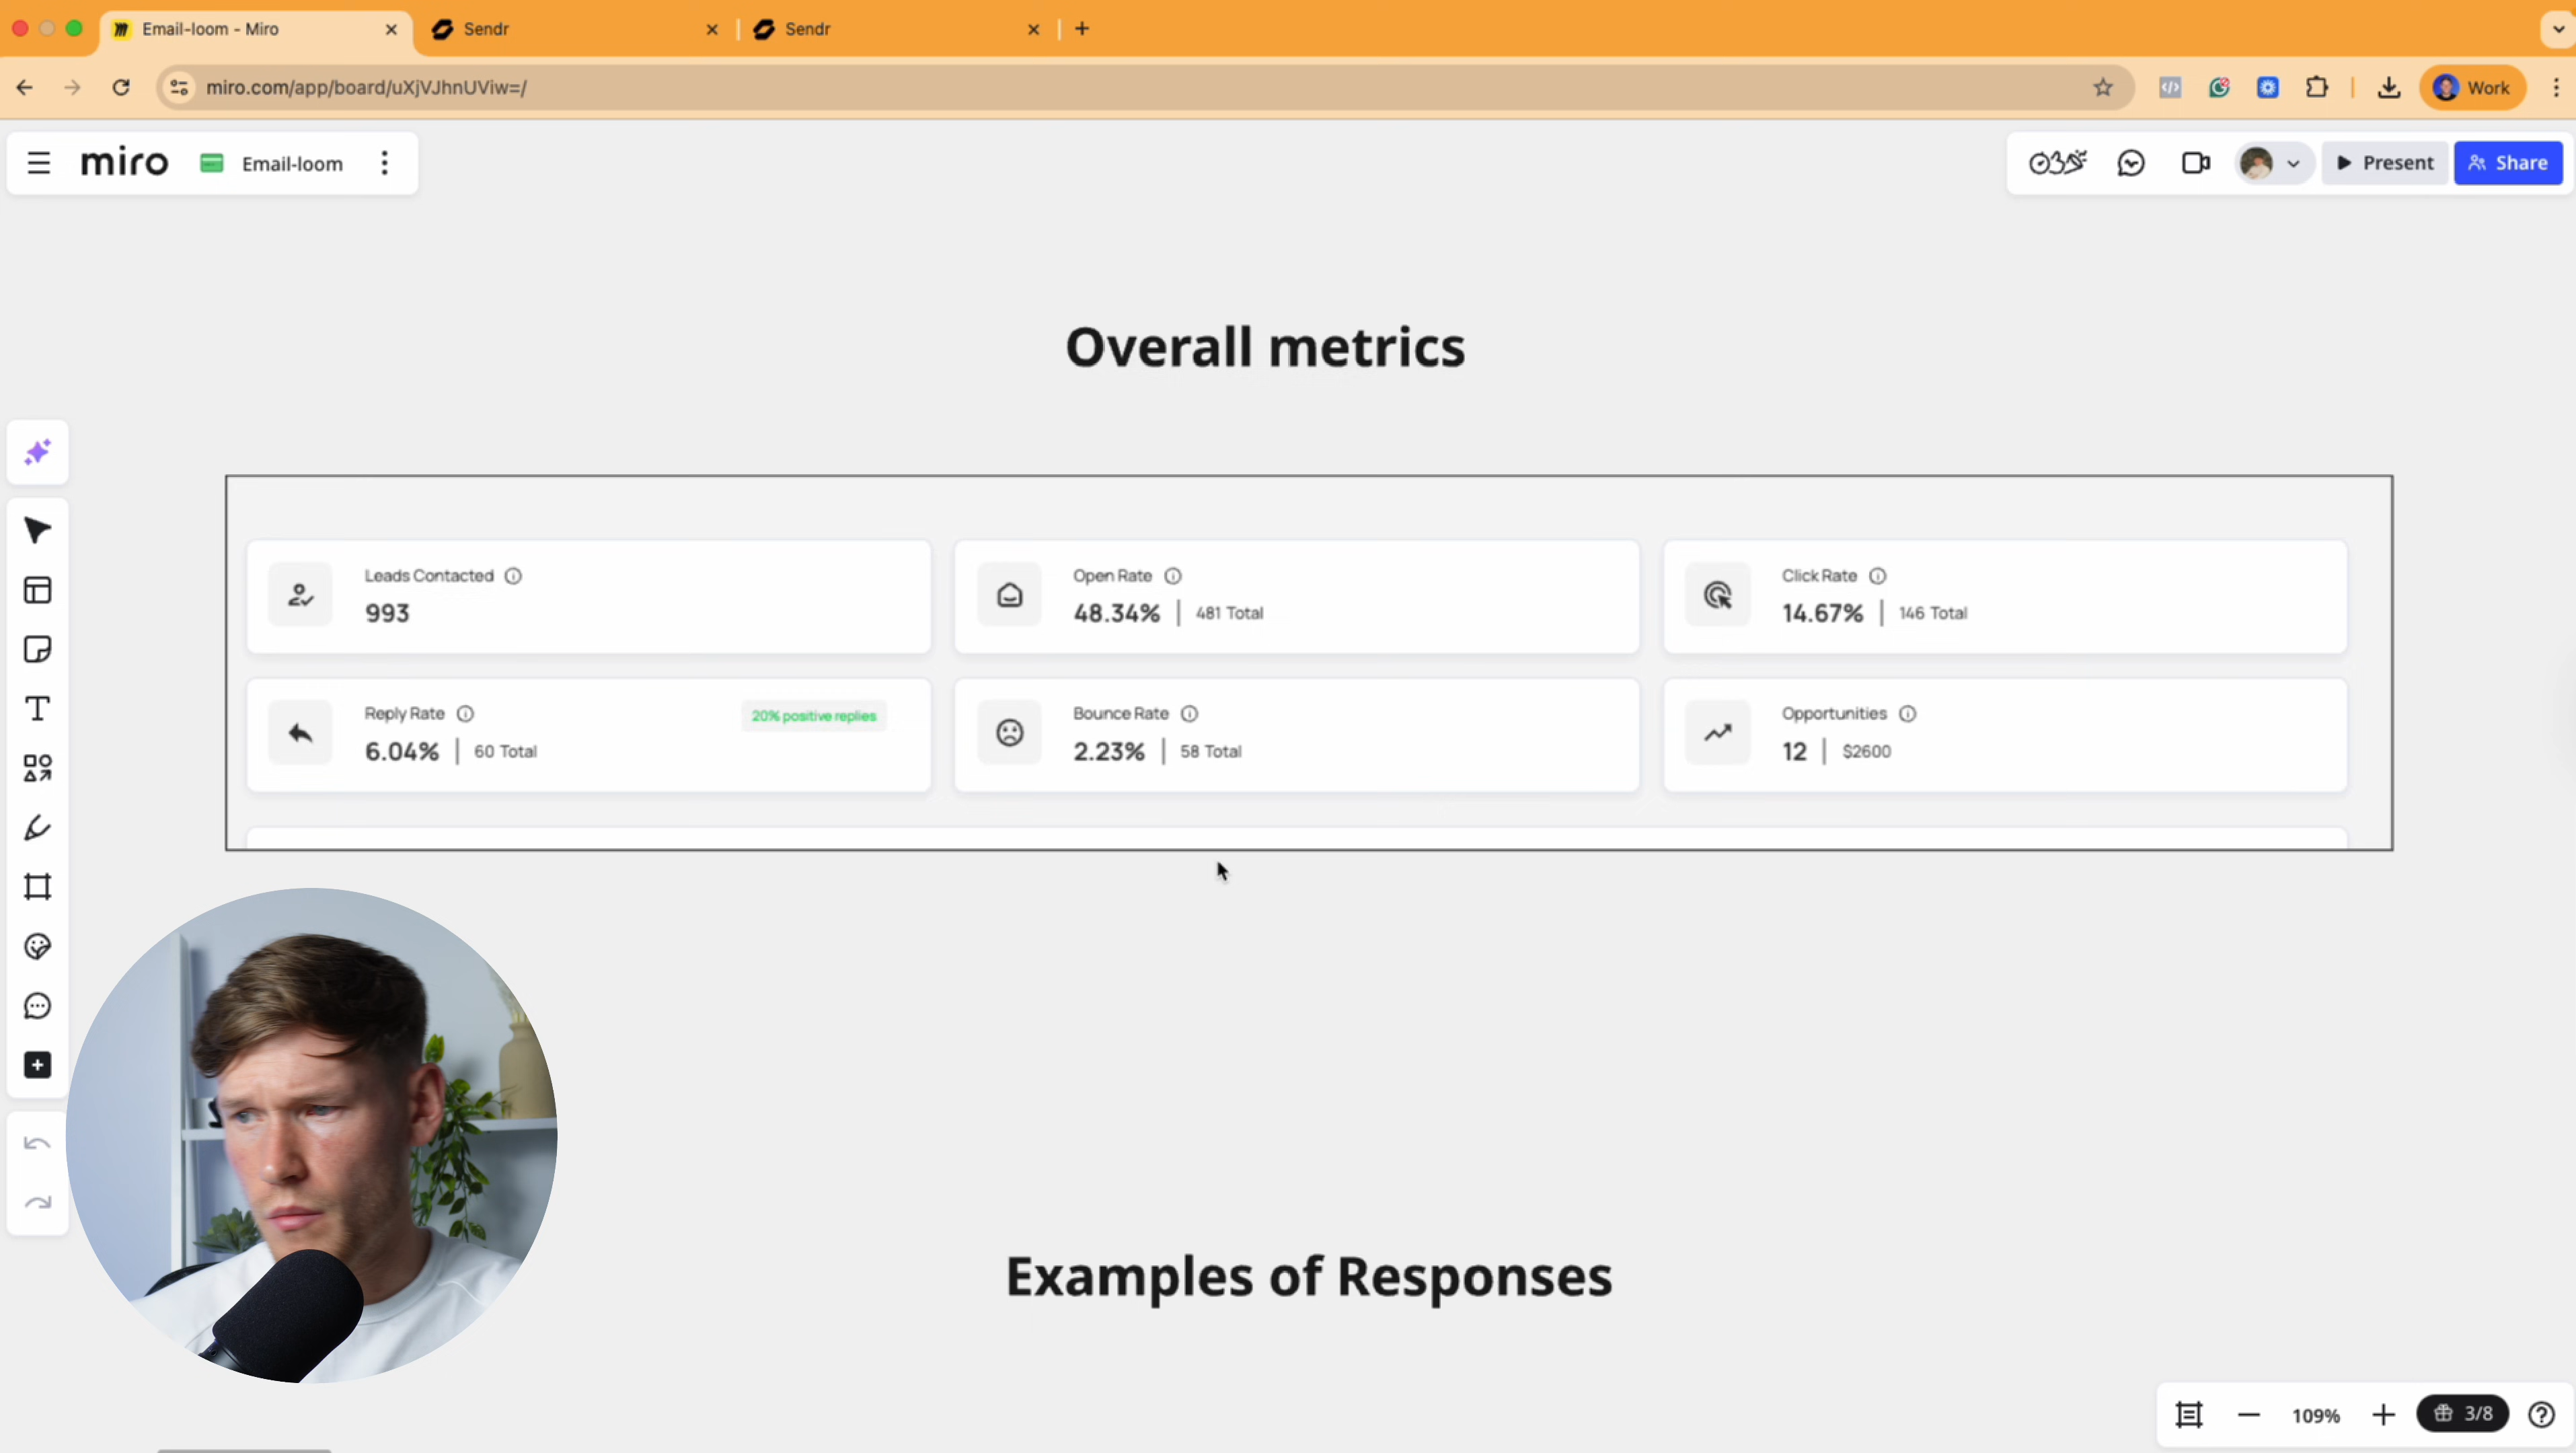 Email-loom - Miro
Sendr
Sendr
miro.com/app/board/uXjVJhnUViw=/
Work
miro
Email-loom
Present
Share
Overall metrics
Leads Contacted
993
Open Rate
48.34% | 481 Total
Click Rate
14.67% | 146 Total
Reply Rate
20% positive replies
6.04% | 60 Total
Bounce Rate
2.23% | 58 Total
Opportunities
12 | $2600
Examples of Responses
109%
3/8